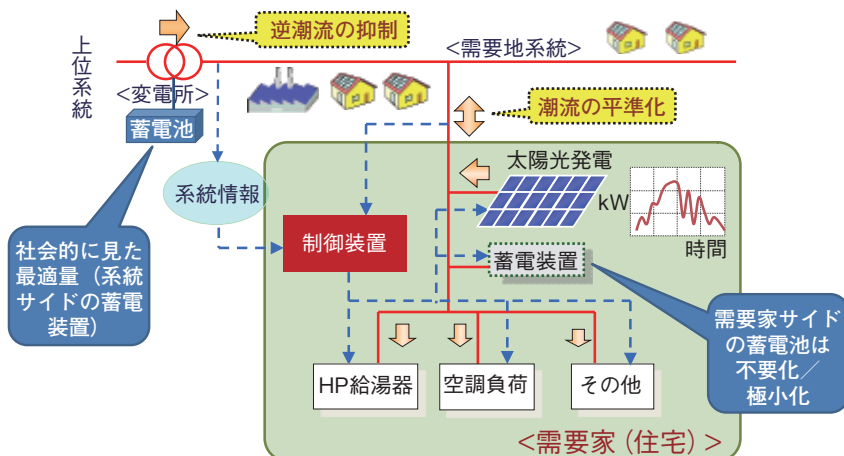 逆潮流の抑制
上位系統
<需要地系統>
<変電所>
蓄電池
潮流の平準化
太陽光発電
kW
時間
系統情報
制御装置
蓄電装置
社会的に見た
最適量（系統
サイドの蓄電
装置）
需要家サイド
の蓄電池は
不要化／
極小化
HP給湯器
空調負荷
その他
<需要家（住宅）>